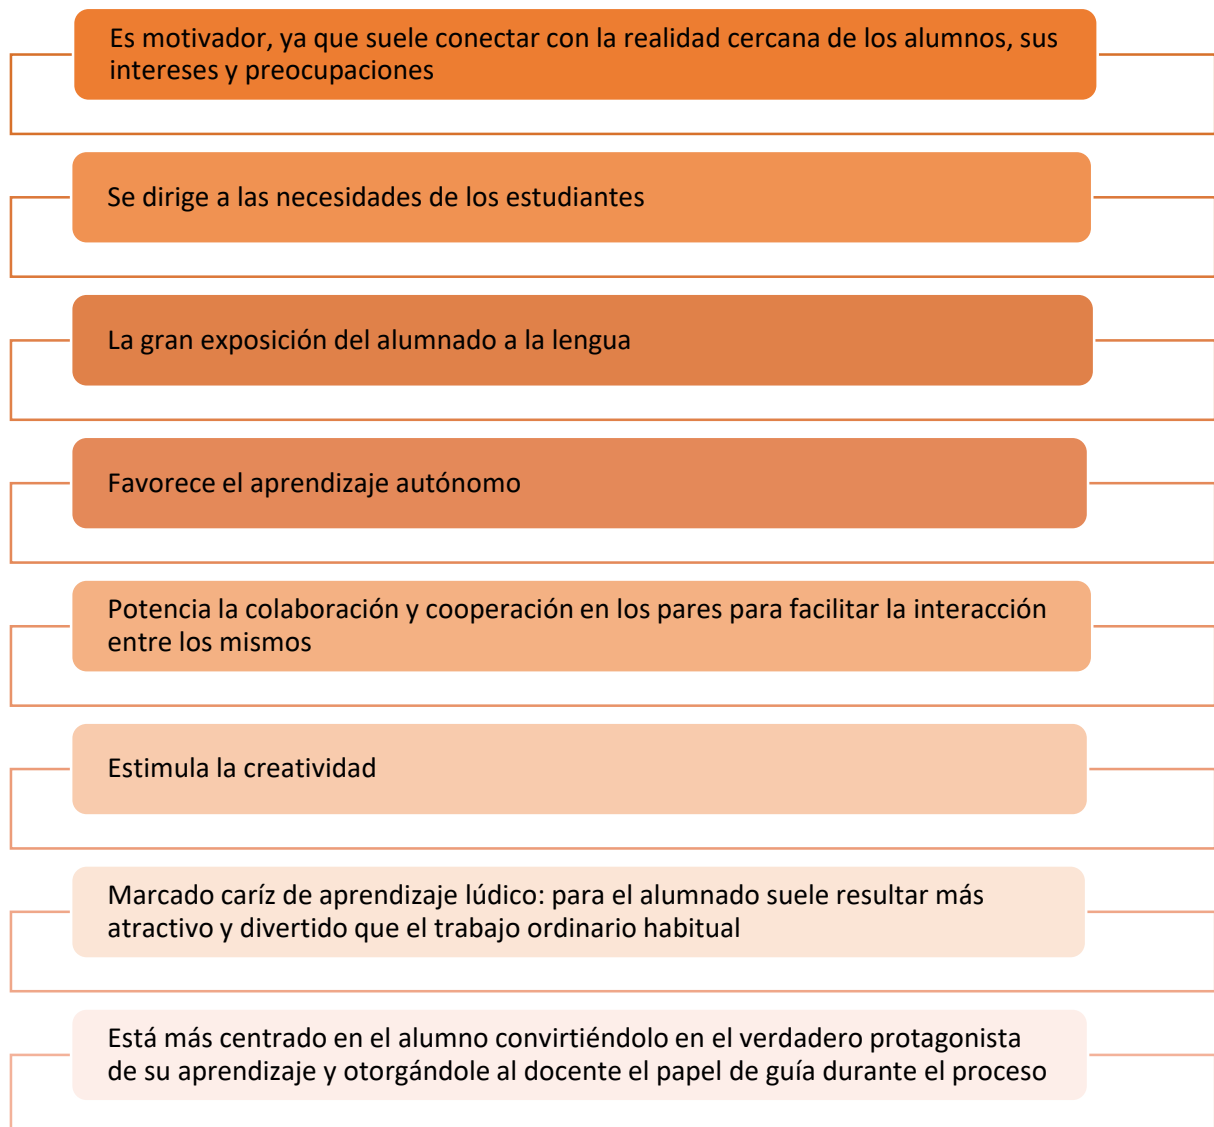 Es motivador, ya que suele conectar con la realidad cercana de los alumnos, sus
intereses y preocupaciones
Se dirige a las necesidades de los estudiantes
La gran exposición del alumnado a la lengua
Favorece el aprendizaje autónomo
Potencia la colaboración y cooperación en los pares para facilitar la interacción
entre los mismos
Estimula la creatividad
Marcado caríz de aprendizaje lúdico: para el alumnado suele resultar más
atractivo y divertido que el trabajo ordinario habitual
Está más centrado en el alumno convirtiéndolo en el verdadero protagonista
de su aprendizaje y otorgándole al docente el papel de guía durante el proceso